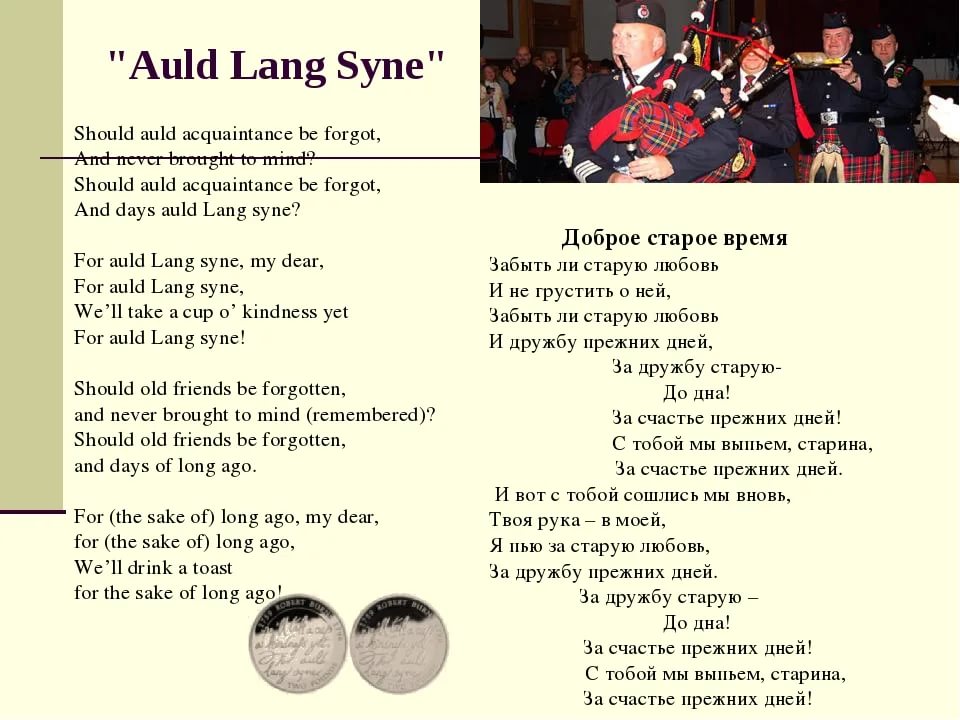 "Auld Lang Syne"
Should auld acquaintance be forgot,
And never brought to mind?
Should auld acquaintance be forgot,
And days auld Lang syne?
For auld Lang syne, my dear,
For auld Lang syne,
We’ll take a cup o’ kindness yet
For auld Lang syne!
Should old friends be forgotten,
and never brought to mind (remembered)?
Should old friends be forgotten,
and days of long ago.
For (the sake of) long ago, my dear,
for (the sake of) long ago,
We’ll drink a toast
for the sake of long ago!
Доброе старое время
Забыть ли старую любовь
И не грустить о ней,
Забыть ли старую любовь
И дружбу прежних дней,
За дружбу старую-
До дна!
За счастье прежних дней!
С тобой мы выпьем, старина,
За счастье прежних дней.
И вот с тобой сошлись мы вновь,
Твоя рука – в моей,
Я пью за старую любовь,
За дружбу прежних дней.
За дружбу старую –
До дна!
За счастье прежних дней!
С тобой мы выпьем, старина,
За счастье прежних дней!
1759 ROBERT BURNS 1796
TWO POUNDS